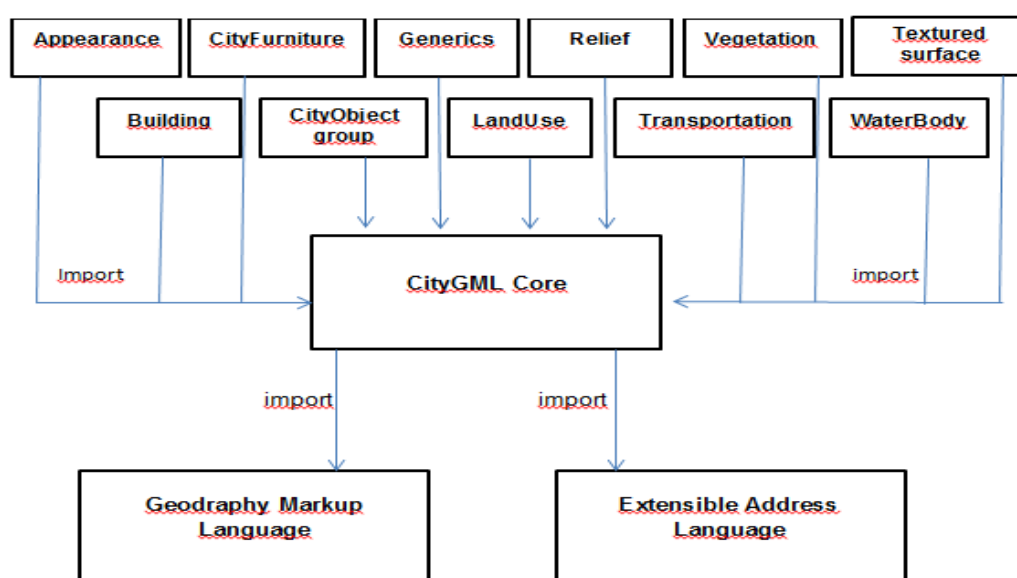 Appearance
CityFurniture
Generics
Relief
Vegetation
Textured
surface
Building
CityObject
group
LandUse
Transportation
WaterBody
Import
import
CityGML Core
import
import
Geodraphy Markup
Language
Extensible Address
Language